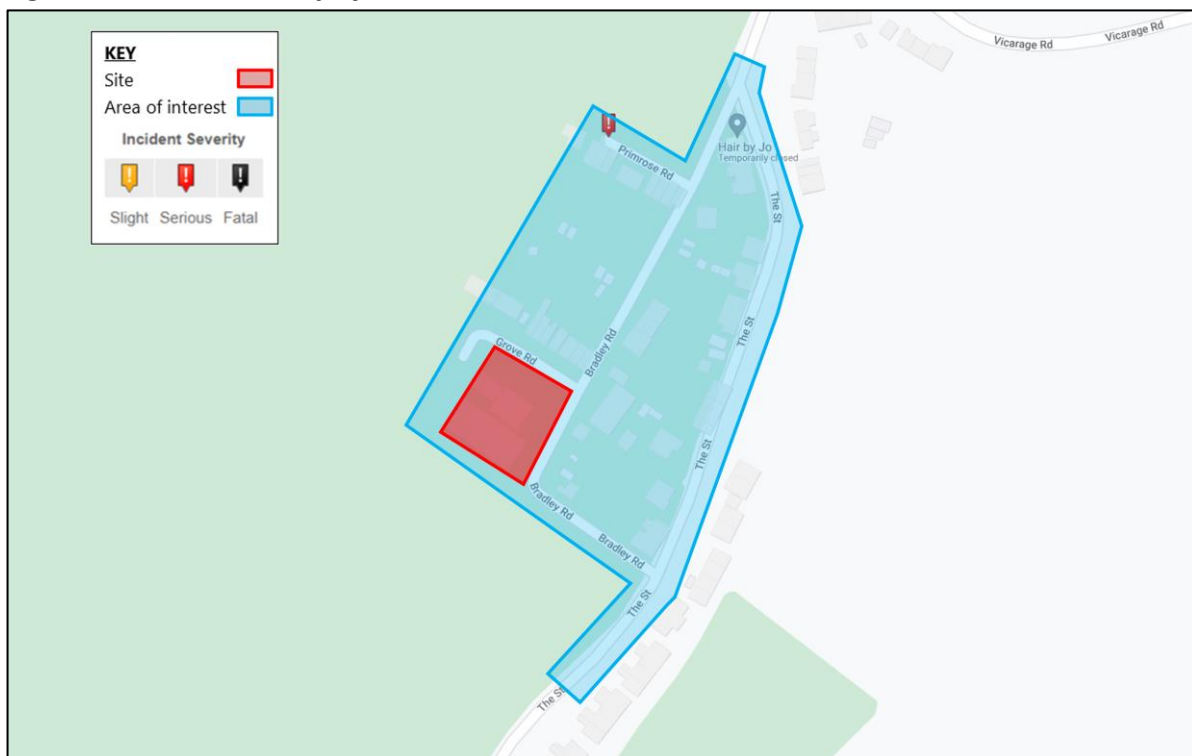 KEY
Site
Area of interest
Incident Severity
Slight Serious Fatal
Vicarage Rd
Vicarage Rd
Hair by Jo
Temporarily closed
Primrose Rd
The St
The St
Bradley Rd
Grove Rd
The St
Bradley Rd
Bradley Rd
The St
The St